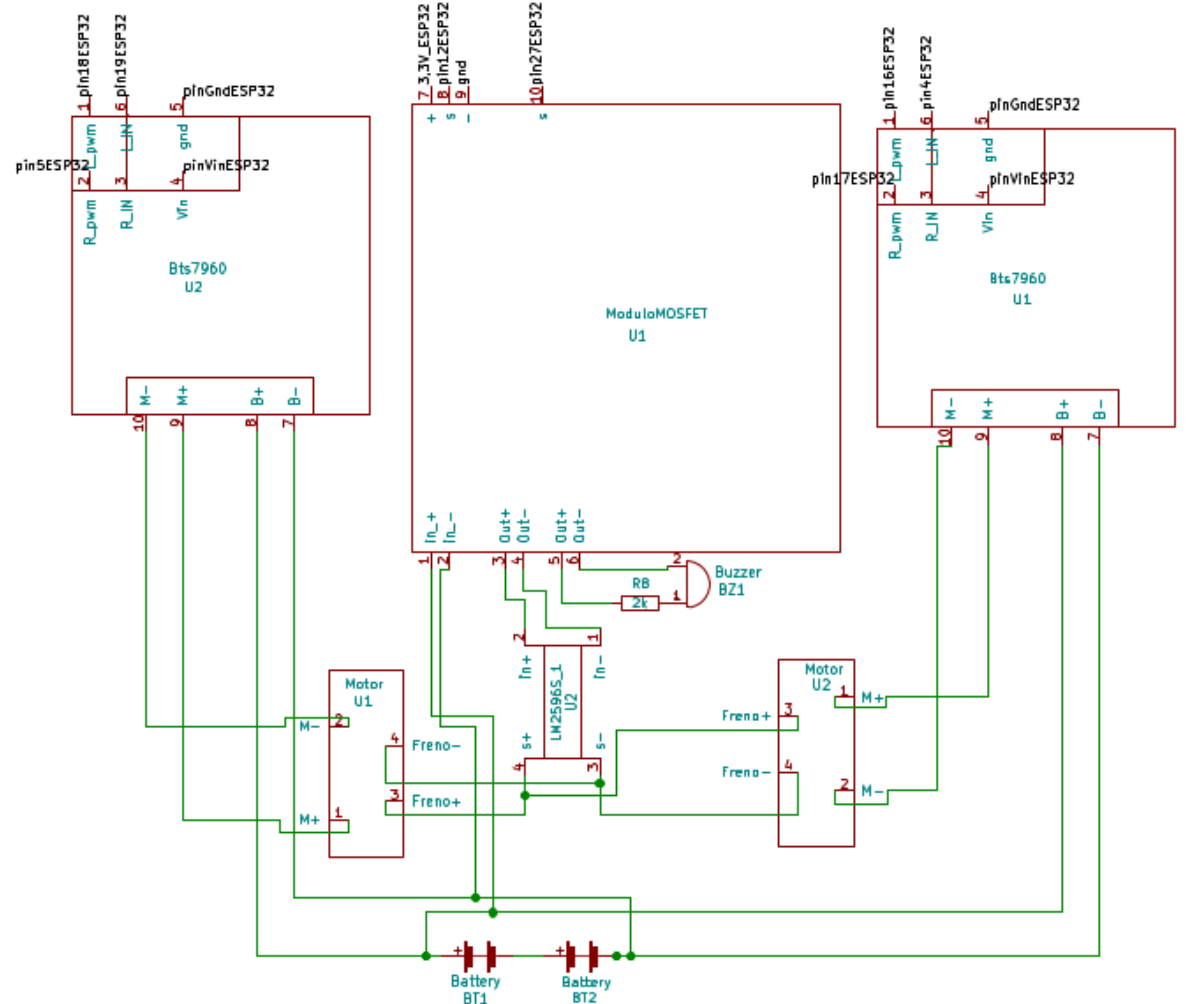 pin18ESP32
pin19ESP32
pinGndESP32
1
6
5
L_pwm
L_IN
gnd
pin5ESP32
pinVinESP32
2
3
4
R_pwm
R_IN
Vin
Bts7960
U2
M-
M+
B+
B-
10
9
8
7
3,3V_ESP32
pin12ESP32
gnd
pin27ESP32
7
8
9
10
+
s
-
s
ModuloMOSFET
U1
In_+
In_-
Out+
Out-
Out+
Out-
1
2
3
4
5
6
pin16ESP32
pin4ESP32
pinGndESP32
1
6
5
L_pwm
L_IN
gnd
pin17ESP32
pinVinESP32
2
3
4
R_pwm
R_IN
Vin
Bts7960
U1
M-
M+
B+
B-
10
9
8
7
R8
2k
2
1
Buzzer
BZ1
2
1
In+
In-
LM2596S_1
U2
s+
s-
4
3
Motor
U1
M-
2
4
Freno-
3
Freno+
M+
1
Motor
U2
1
M+
Freno+
3
Freno-
4
2
M-
+
Battery
BT1
+
Battery
BT2